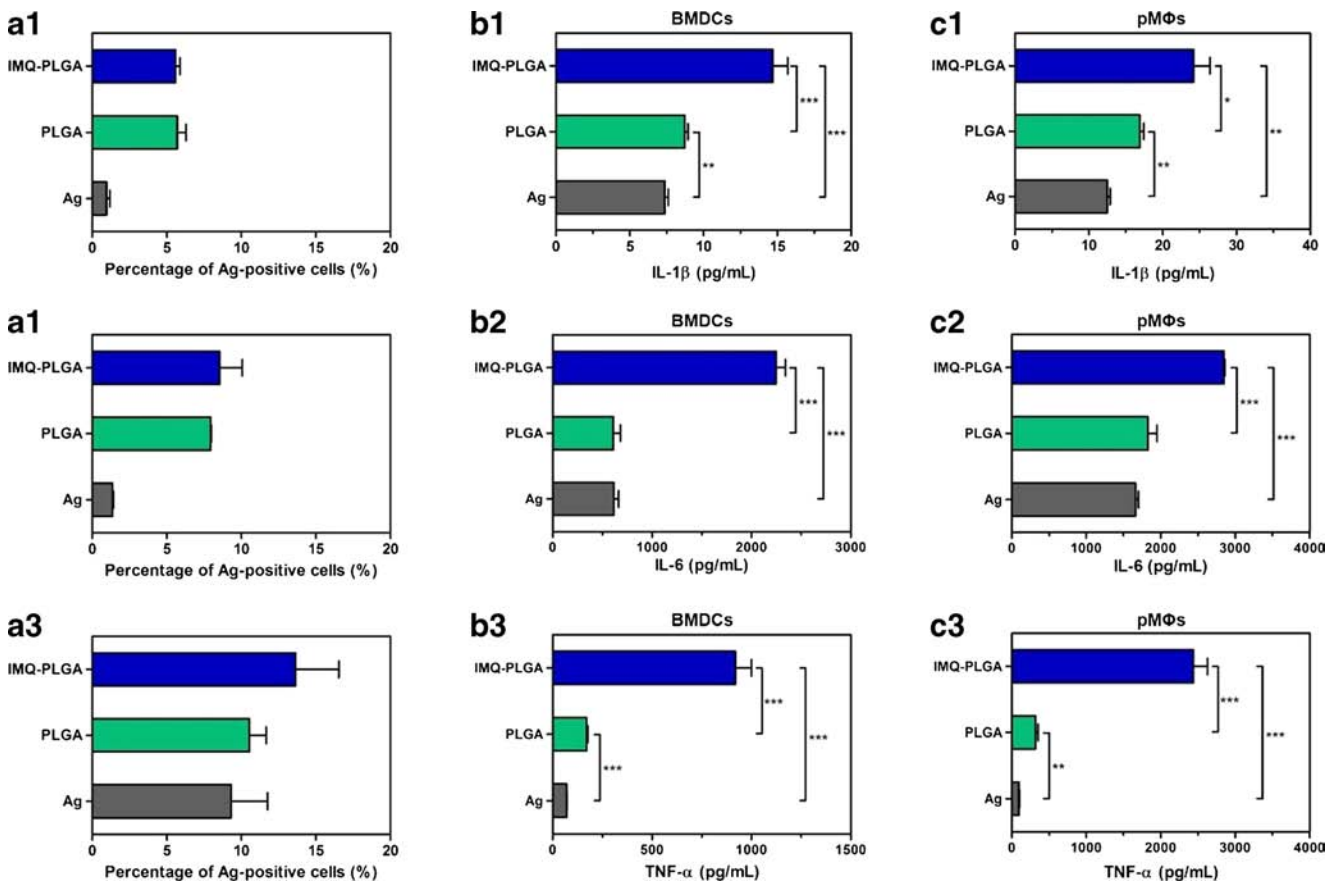 a1
IMQ-PLGA
PLGA
Ag
0 5 10 15 20
Percentage of Ag-positive cells (%)
b1
BMDCs
IMQ-PLGA
PLGA
Ag
***
***
**
0 5 10 15 20
IL-1β (pg/mL)
c1
pMΦs
IMQ-PLGA
PLGA
Ag
*
**
**
0 10 20 30 40
IL-1β (pg/mL)
a1
IMQ-PLGA
PLGA
Ag
0 5 10 15 20
Percentage of Ag-positive cells (%)
b2
BMDCs
IMQ-PLGA
PLGA
Ag
***
***
0 1000 2000 3000
IL-6 (pg/mL)
c2
pMΦs
IMQ-PLGA
PLGA
Ag
***
***
0 1000 2000 3000 4000
IL-6 (pg/mL)
a3
IMQ-PLGA
PLGA
Ag
0 5 10 15 20
Percentage of Ag-positive cells (%)
b3
BMDCs
IMQ-PLGA
PLGA
Ag
***
***
***
0 500 1000 1500
TNF-α (pg/mL)
c3
pMΦs
IMQ-PLGA
PLGA
Ag
***
***
**
0 1000 2000 3000 4000
TNF-α (pg/mL)